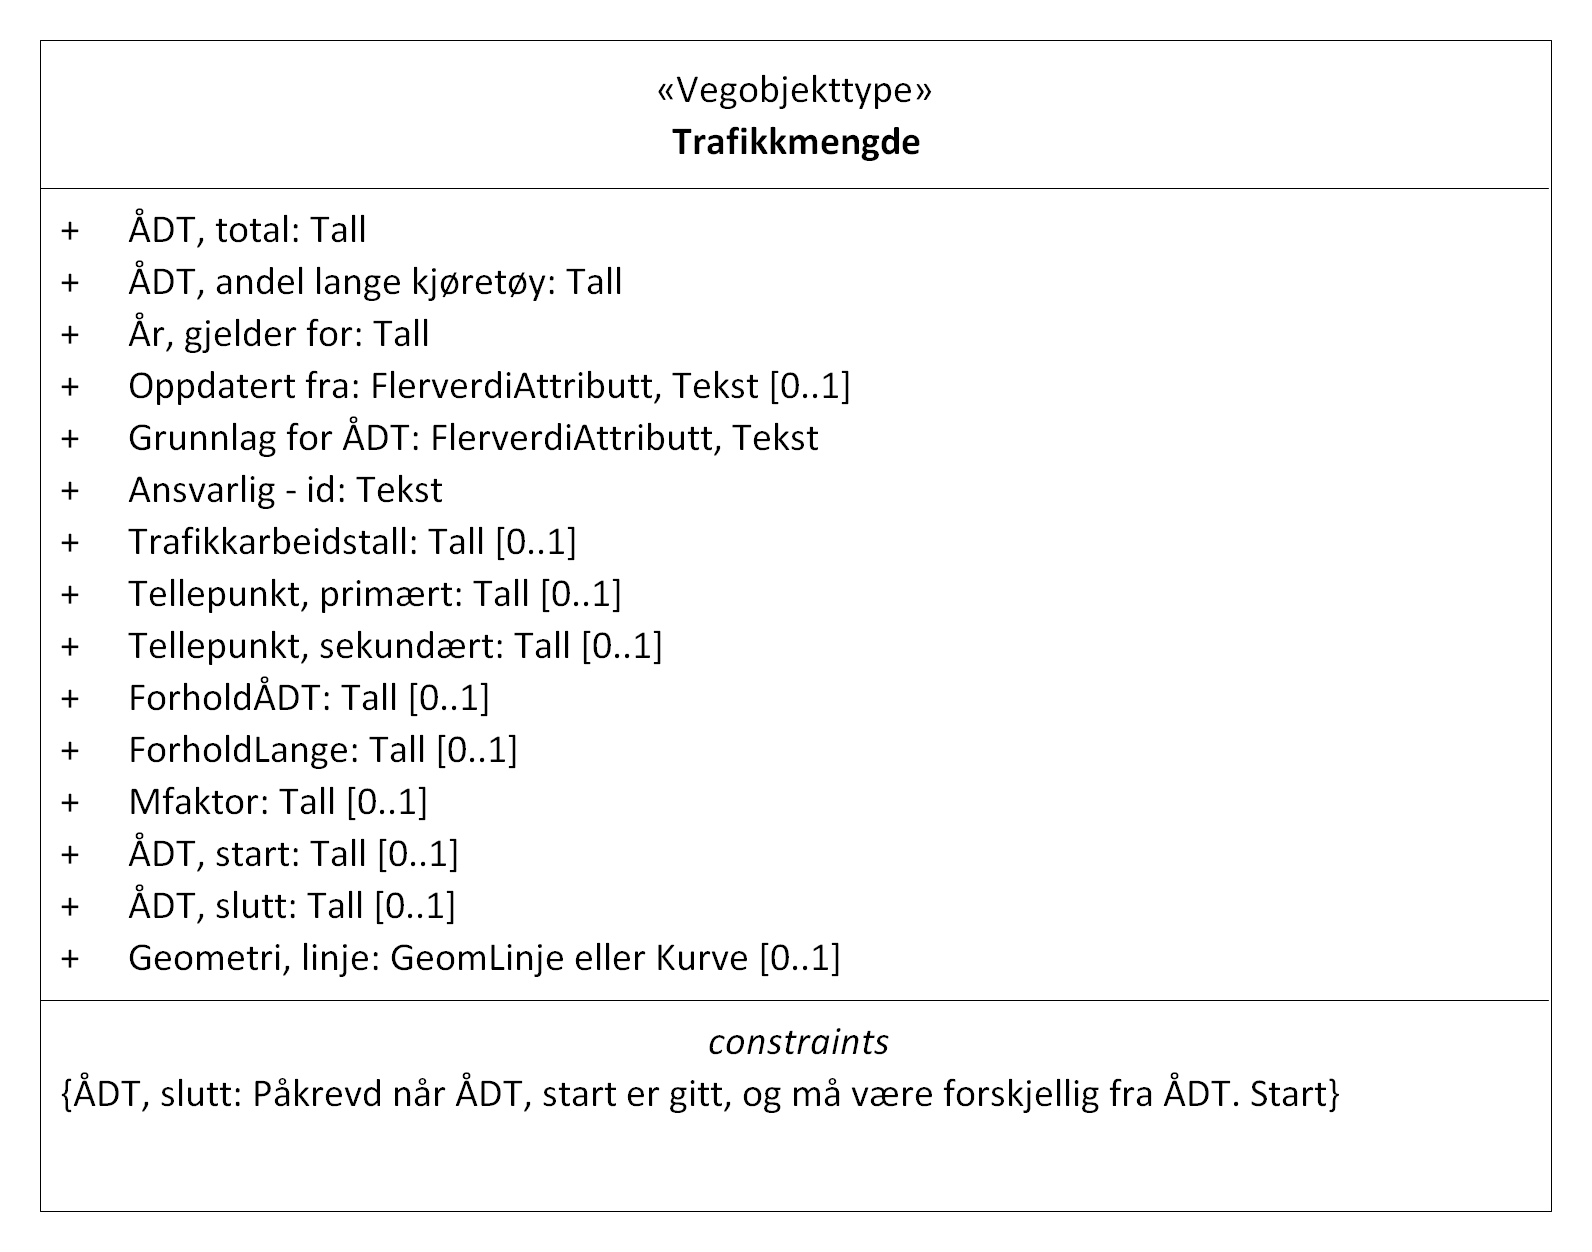 «Vegobjekttype»
Trafikkmengde
+ ÅDT, total: Tall
+ ÅDT, andel lange kjøretøy: Tall
+ År, gjelder for: Tall
+ Oppdatert fra: FlerverdiAttributt, Tekst [0..1]
+ Grunnlag for ÅDT: FlerverdiAttributt, Tekst
+ Ansvarlig - id: Tekst
+ Trafikkarbeidstall: Tall [0..1]
+ Tellepunkt, primært: Tall [0..1]
+ Tellepunkt, sekundært: Tall [0..1]
+ ForholdÅDT: Tall [0..1]
+ ForholdLange: Tall [0..1]
+ Mfaktor: Tall [0..1]
+ ÅDT, start: Tall [0..1]
+ ÅDT, slutt: Tall [0..1]
+ Geometri, linje: GeomLinje eller Kurve [0..1]
constraints
{ÅDT, slutt: Påkrevd når ÅDT, start er gitt, og må være forskjellig fra ÅDT. Start}